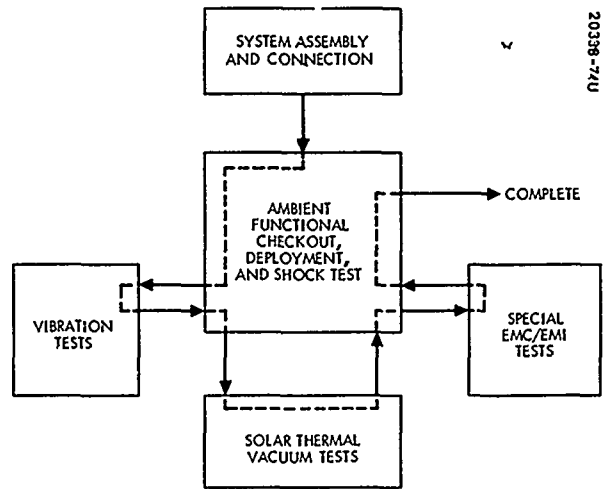 SYSTEM ASSEMBLY
AND CONNECTION
20338-74U
AMBIENT
FUNCTIONAL
CHECKOUT,
DEPLOYMENT,
AND SHOCK TEST
COMPLETE
VIBRATION
TESTS
SPECIAL
EMC/EMI
TESTS
SOLAR THERMAL
VACUUM TESTS